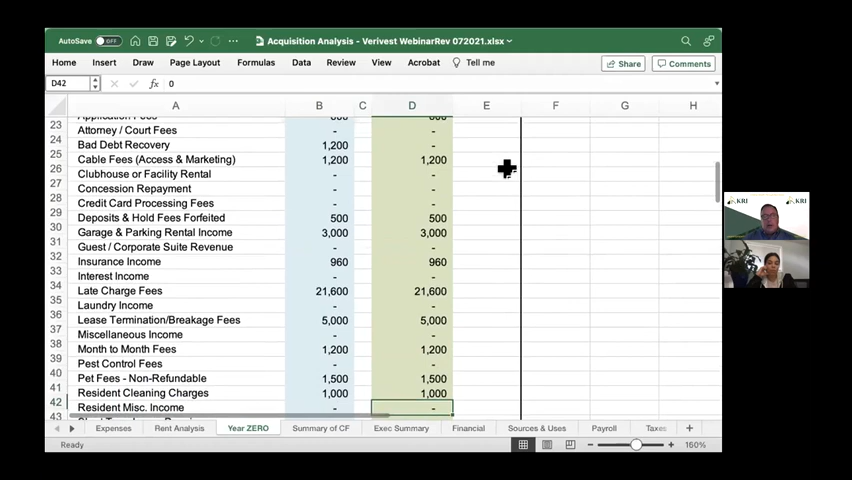 AutoSave OFF Acquisition Analysis - Verivest WebinarRev 072021.xlsx
Home Insert Draw Page Layout Formulas Data Review View Acrobat Tell me Share Comments
D42 fx 0
A B C D E F G H
23 Application Fees 600 600
24 Attorney / Court Fees - -
25 Bad Debt Recovery 1,200 -
26 Cable Fees (Access & Marketing) 1,200 1,200
27 Clubhouse or Facility Rental - -
28 Concession Repayment - -
29 Credit Card Processing Fees - -
30 Deposits & Hold Fees Forfeited 500 500
31 Garage & Parking Rental Income 3,000 3,000
32 Guest / Corporate Suite Revenue - -
33 Insurance Income 960 960
34 Interest Income - -
35 Late Charge Fees 21,600 21,600
36 Laundry Income - -
37 Lease Termination/Breakage Fees 5,000 5,000
38 Miscellaneous Income - -
39 Month to Month Fees 1,200 1,200
40 Pest Control Fees - -
41 Pet Fees - Non-Refundable 1,500 1,500
42 Resident Cleaning Charges 1,000 1,000
43 Resident Misc. Income - -
Expenses Rent Analysis Year ZERO Summary of CF Exec Summary Financial Sources & Uses Payroll Taxes +
Ready 150%
KRI KRI